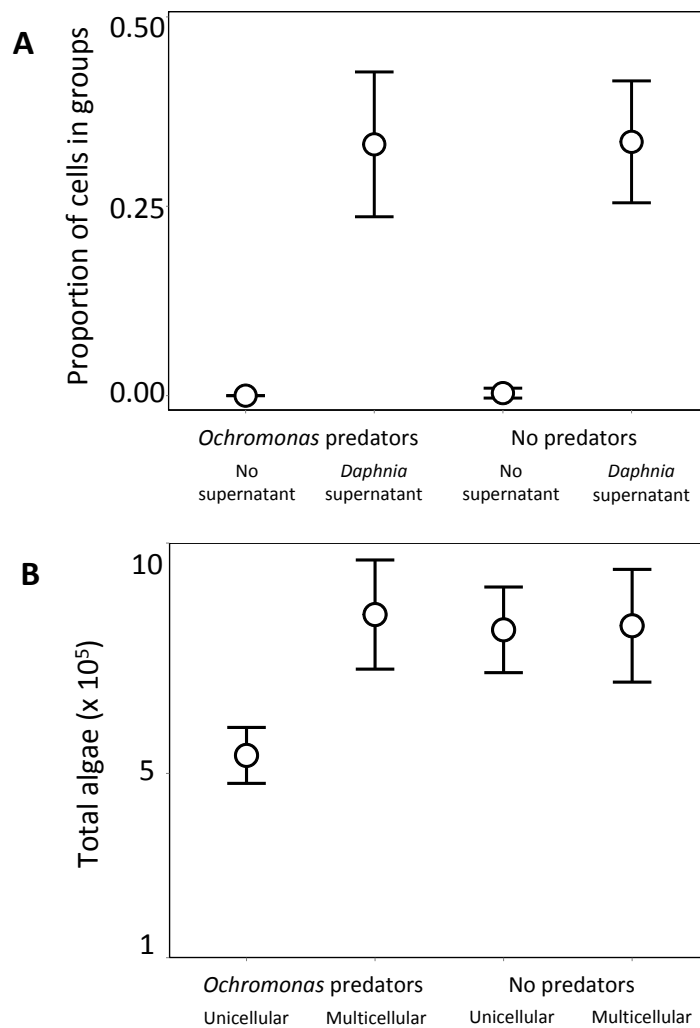 A
0.50
0.25
0.00
Proportion of cells in groups
Ochromonas predators No predators
No Daphnia No Daphnia
supernatant supernatant supernatant supernatant
B
10
5
1
Total algae (x 10⁵)
Ochromonas predators No predators
Unicellular Multicellular Unicellular Multicellular